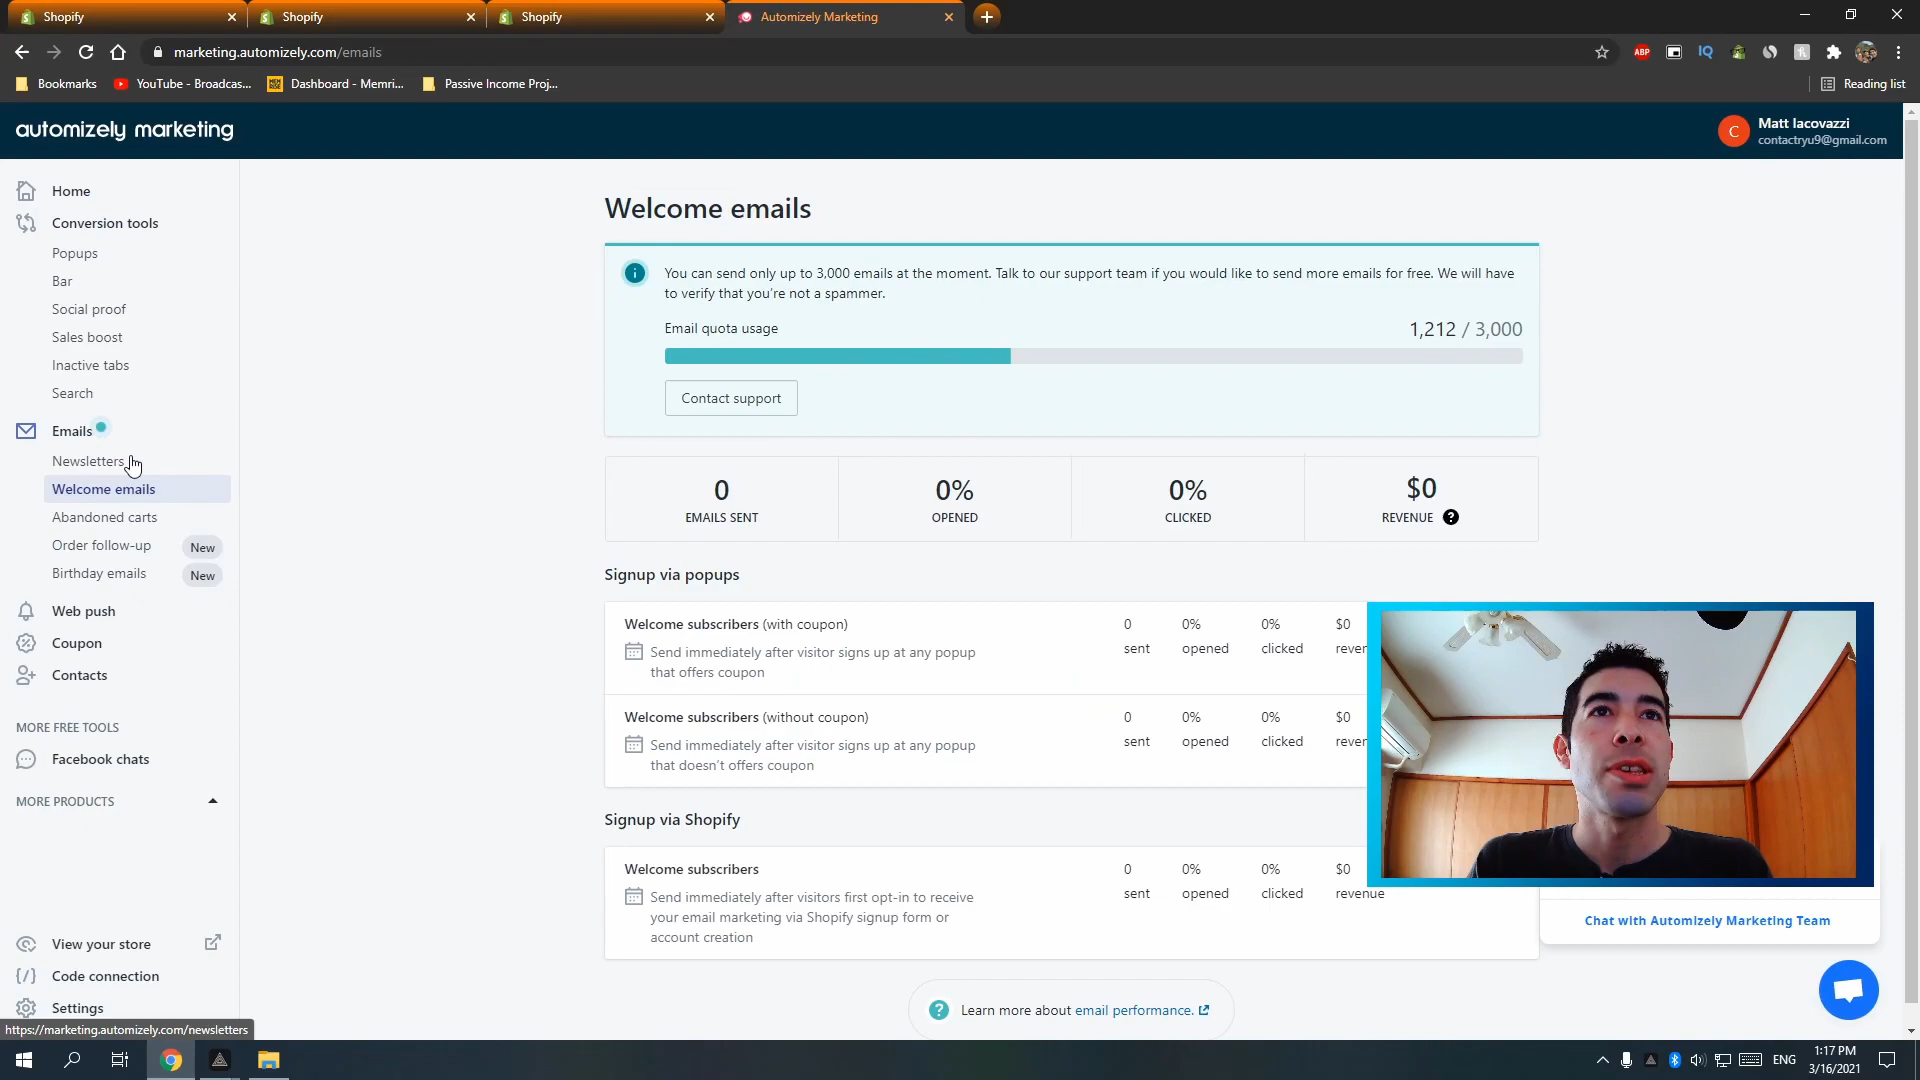 Shopify
Shopify
Shopify
Automizely Marketing
marketing.automizely.com/emails
ABP
IQ
Bookmarks
YouTube - Broadcas...
Dashboard - Memri...
Passive Income Proj...
Reading list
automizely marketing
C
Matt Iacovazzi
contactryu9@gmail.com
Home
Conversion tools
Popups
Bar
Social proof
Sales boost
Inactive tabs
Search
Emails
Newsletters
Welcome emails
Abandoned carts
Order follow-up New
Birthday emails New
Web push
Coupon
Contacts
MORE FREE TOOLS
Facebook chats
MORE PRODUCTS
View your store
Code connection
Settings
https://marketing.automizely.com/newsletters
Welcome emails
You can send only up to 3,000 emails at the moment. Talk to our support team if you would like to send more emails for free. We will have
to verify that you're not a spammer.
Email quota usage 1,212 / 3,000
Contact support
0 0% 0% $0
EMAILS SENT OPENED CLICKED REVENUE ?
Signup via popups
Welcome subscribers (with coupon) 0 0% 0% $0
Send immediately after visitor signs up at any popup sent opened clicked rever
that offers coupon
Welcome subscribers (without coupon) 0 0% 0% $0
Send immediately after visitor signs up at any popup sent opened clicked rever
that doesn't offers coupon
Signup via Shopify
Welcome subscribers 0 0% 0% $0
Send immediately after visitors first opt-in to receive sent opened clicked revenue
your email marketing via Shopify signup form or
account creation
Chat with Automizely Marketing Team
? Learn more about email performance.
ENG
1:17 PM
3/16/2021